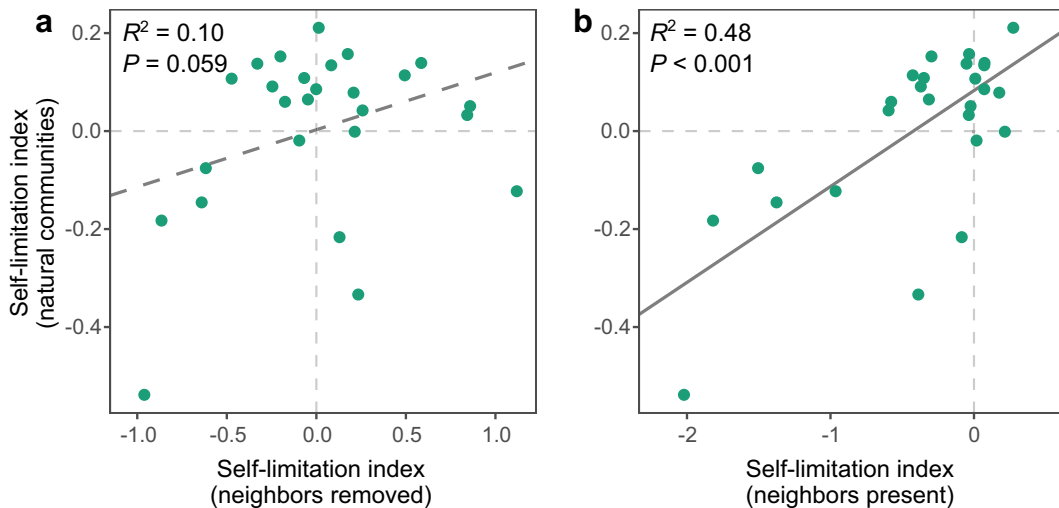 a
R² = 0.10
P = 0.059
0.2
0.0
-0.2
-0.4
Self-limitation index
(natural communities)
-1.0 -0.5 0.0 0.5 1.0
Self-limitation index
(neighbors removed)
b
R² = 0.48
P < 0.001
0.2
0.0
-0.2
-0.4
-2 -1 0
Self-limitation index
(neighbors present)